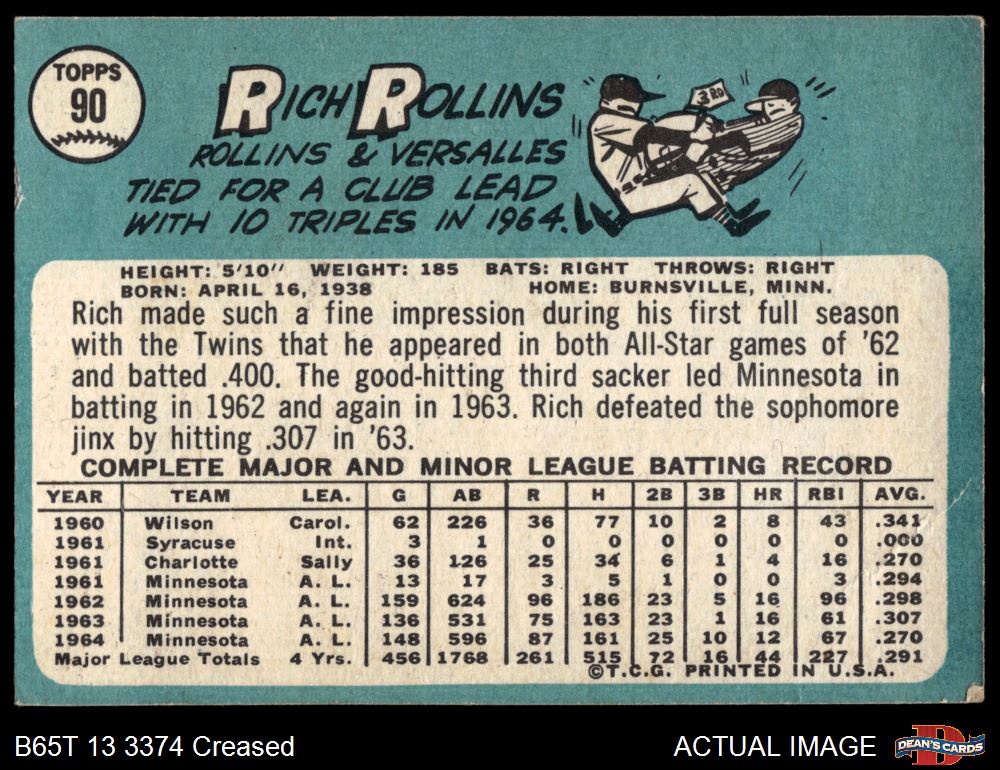 TOPPS
90
RICH ROLLINS
ROLLINS & VERSALLES
TIED FOR A CLUB LEAD
WITH 10 TRIPLES IN 1964.
3RD
HEIGHT: 5'10" WEIGHT: 185 BATS: RIGHT THROWS: RIGHT
BORN: APRIL 16, 1938 HOME: BURNSVILLE, MINN.
Rich made such a fine impression during his first full season
with the Twins that he appeared in both All-Star games of '62
and batted .400. The good-hitting third sacker led Minnesota in
batting in 1962 and again in 1963. Rich defeated the sophomore
jinx by hitting .307 in '63.
COMPLETE MAJOR AND MINOR LEAGUE BATTING RECORD
YEAR TEAM LEA. G AB R H 2B 3B HR RBI AVG.
1960 Wilson Carol. 62 226 36 77 10 2 8 43 .341
1961 Syracuse Int. 3 1 0 0 0 0 0 0 .000
1961 Charlotte Sally 36 126 25 34 6 1 4 16 .270
1961 Minnesota A. L. 13 17 3 5 1 0 0 3 .294
1962 Minnesota A. L. 159 624 96 186 23 5 16 96 .298
1963 Minnesota A. L. 136 531 75 163 23 1 16 61 .307
1964 Minnesota A. L. 148 596 87 161 25 10 12 67 .270
Major League Totals 4 Yrs. 456 1768 261 515 72 16 44 227 .291
©T.C.G. PRINTED IN U.S.A.
B65T 13 3374 Creased
ACTUAL IMAGE
DEAN'S CARDS